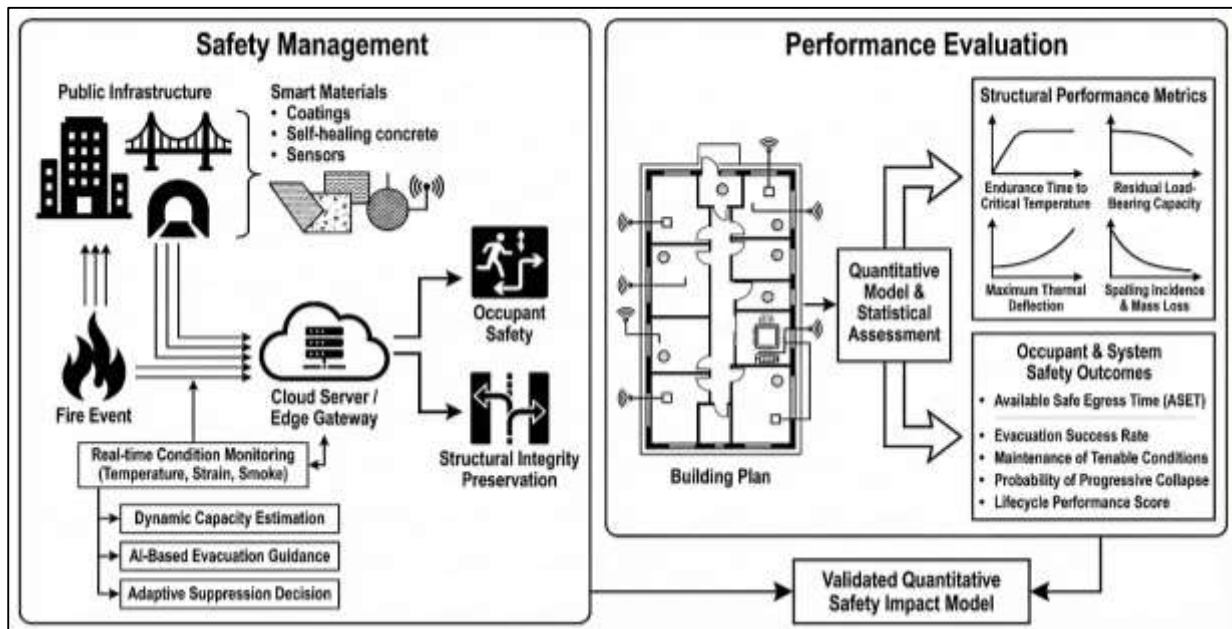 Safety Management
Public Infrastructure
Smart Materials
• Coatings
• Self-healing concrete
• Sensors
Fire Event
Cloud Server /
Edge Gateway
Occupant
Safety
Structural Integrity
Preservation
Real-time Condition Monitoring
(Temperature, Strain, Smoke)
Dynamic Capacity Estimation
AI-Based Evacuation Guidance
Adaptive Suppression Decision
Performance Evaluation
Building Plan
Quantitative
Model &
Statistical
Assessment
Structural Performance Metrics
Endurance Time to
Critical Temperature
Residual Load-
Bearing Capacity
Maximum Thermal
Deflection
Spalling Incidence
& Mass Loss
Occupant & System
Safety Outcomes
• Available Safe Egress Time (ASET)
• Evacuation Success Rate
• Maintenance of Tenable Conditions
• Probability of Progressive Collapse
• Lifecycle Performance Score
Validated Quantitative
Safety Impact Model